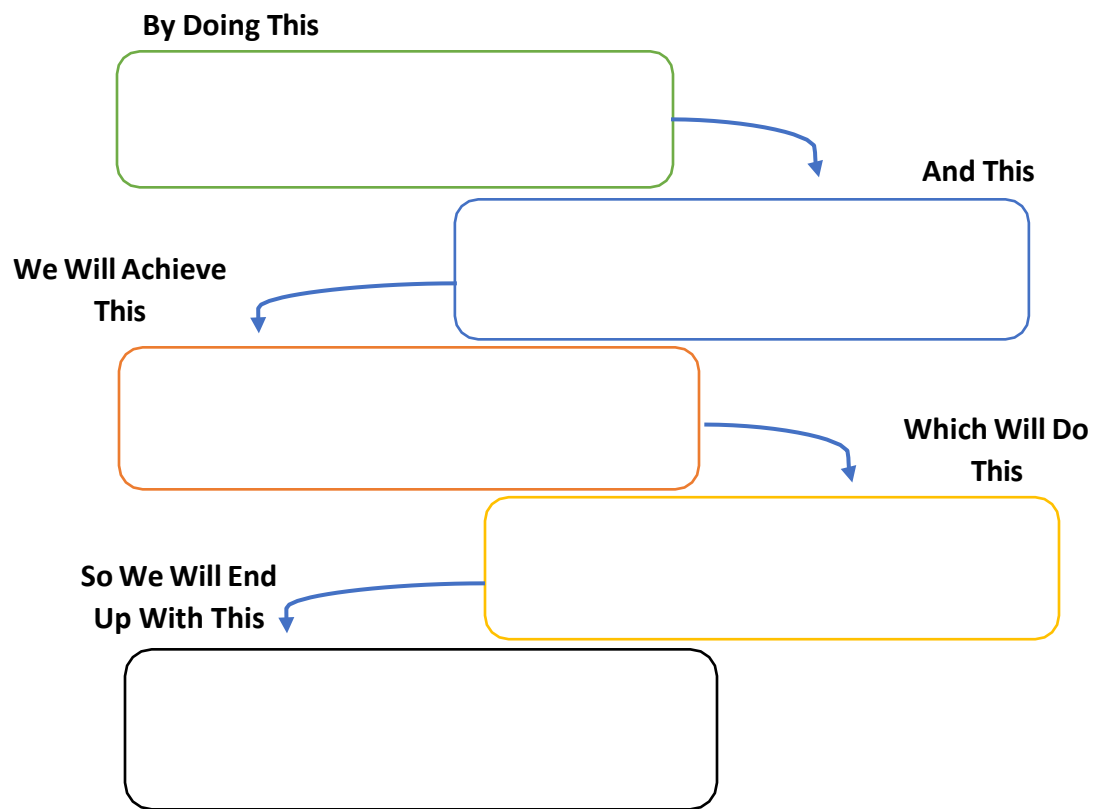 By Doing This
And This
We Will Achieve
This
Which Will Do
This
So We Will End
Up With This